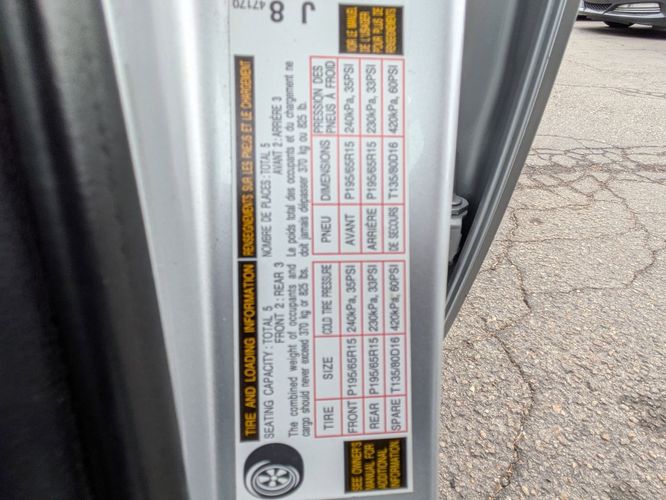 TIRE AND LOADING INFORMATION
SEATING CAPACITY : TOTAL 5
FRONT 2 : REAR 3
The combined weight of occupants and
cargo should never exceed 370 kg or 825 lbs.
TIRE SIZE COLD TIRE PRESSURE
FRONT P195/65R15 240kPa, 35PSI
REAR P195/65R15 230kPa, 33PSI
SPARE T135/80D16 420kPa, 60PSI
SEE OWNER'S
MANUAL FOR
ADDITIONAL
INFORMATION.
RENSEIGNEMENTS SUR LES PNEUS ET LE CHARGEMENT
NOMBRE DE PLACES : TOTAL 5
AVANT 2 : ARRIÈRE 3
Le poids total des occupants et du chargement ne
doit jamais dépasser 370 kg ou 825 lb.
PNEU DIMENSIONS PRESSION DES
PNEUS À FROID
AVANT P195/65R15 240kPa, 35PSI
ARRIÈRE P195/65R15 230kPa, 33PSI
DE SECOURS T135/80D16 420kPa, 60PSI
VOIR LE MANUEL
DE L'USAGER
POUR PLUS DE
RENSEIGNEMENTS
47170 8
J